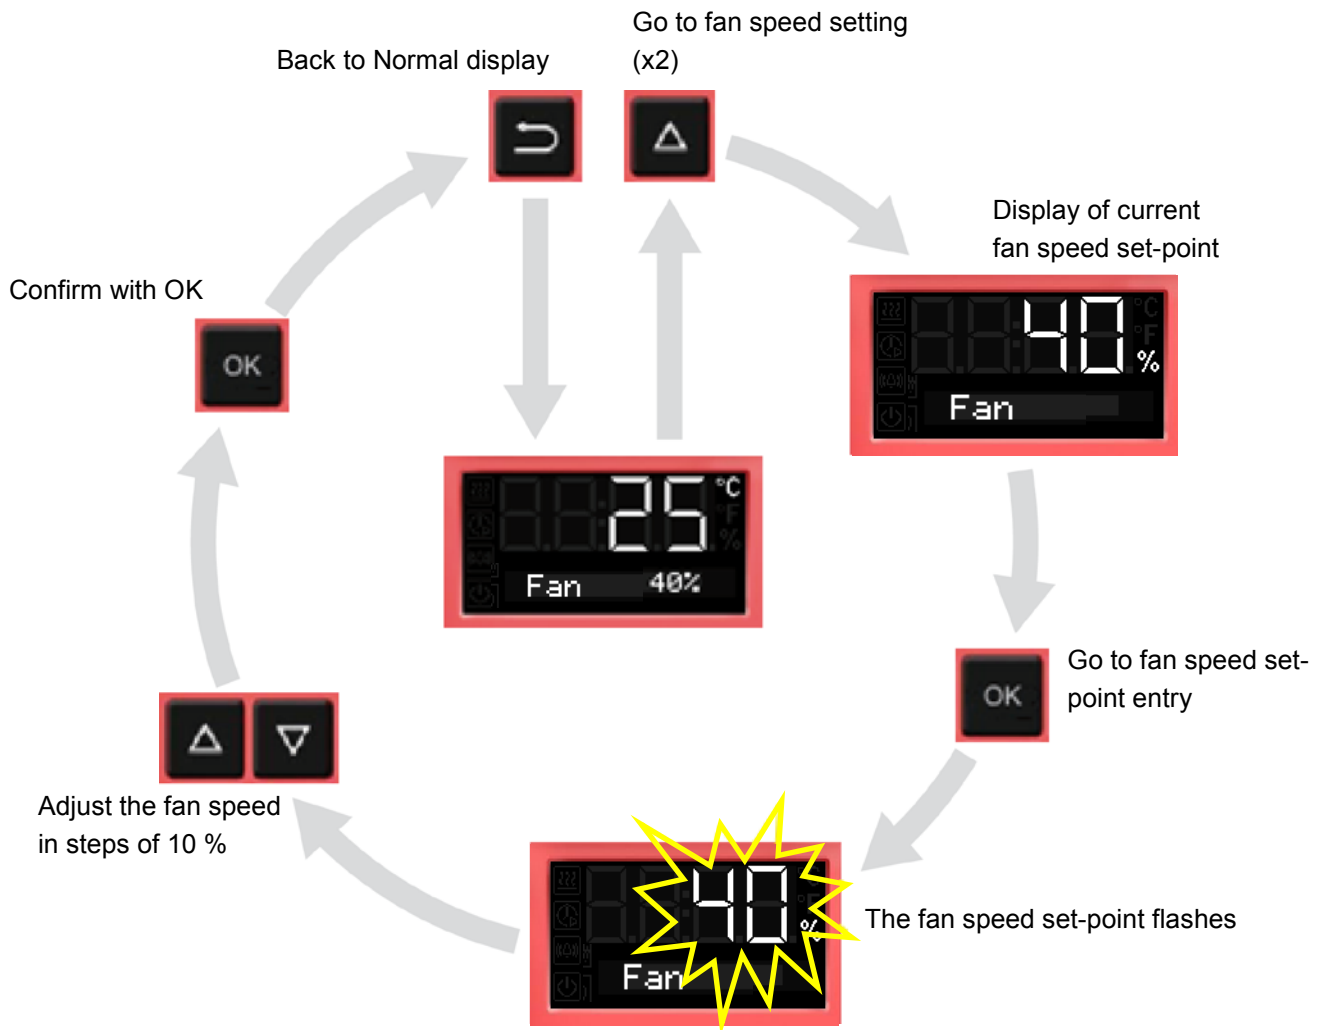 Go to fan speed setting
(x2)
Back to Normal display
Display of current
fan speed set-point
Confirm with OK
OK
40
°C
°F
%
Fan
25
°C
°F
%
Fan 40%
Go to fan speed set-
point entry
OK
Adjust the fan speed
in steps of 10 %
40
%
Fan
The fan speed set-point flashes